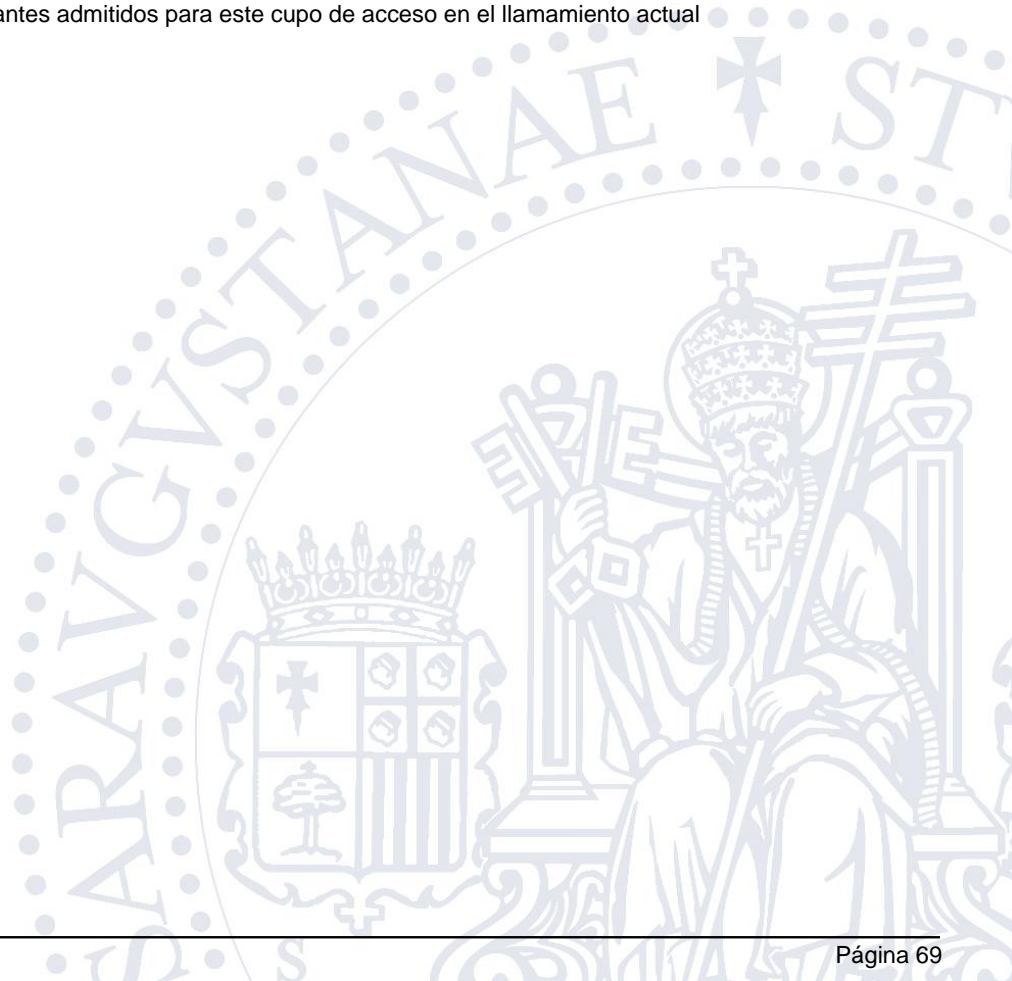 antes admitidos para este cupo de acceso en el llamamiento actual
ARAVGVSTANAE ST
S
Página 69